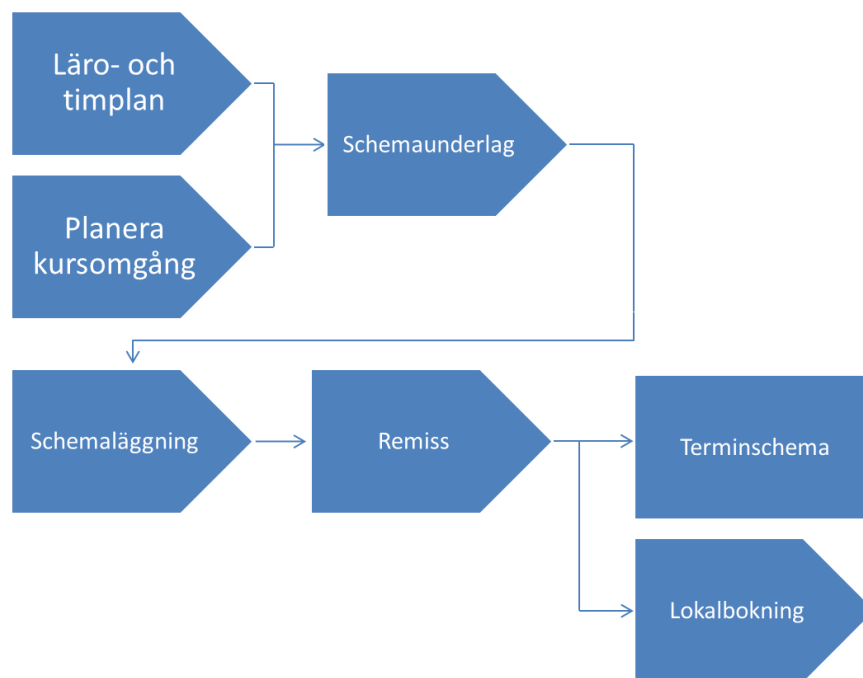 Läro- och
timplan
Schemaunderlag
Planera
kursomgång
Schemaläggning
Remiss
Terminschema
Lokalbokning